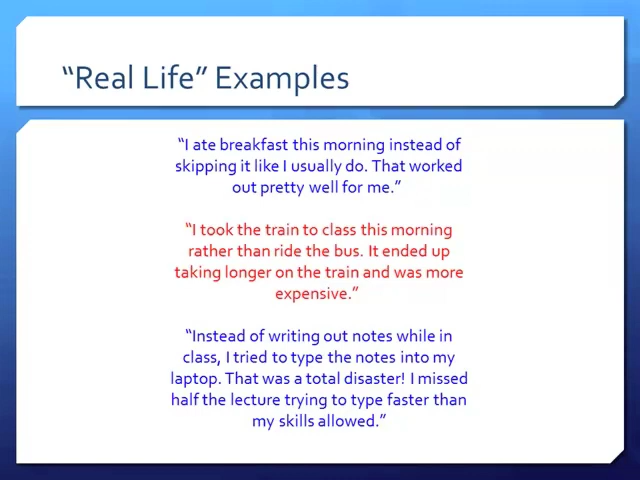 “Real Life” Examples
“I ate breakfast this morning instead of
skipping it like I usually do. That worked
out pretty well for me.”
“I took the train to class this morning
rather than ride the bus. It ended up
taking longer on the train and was more
expensive.”
“Instead of writing out notes while in
class, I tried to type the notes into my
laptop. That was a total disaster! I missed
half the lecture trying to type faster than
my skills allowed.”